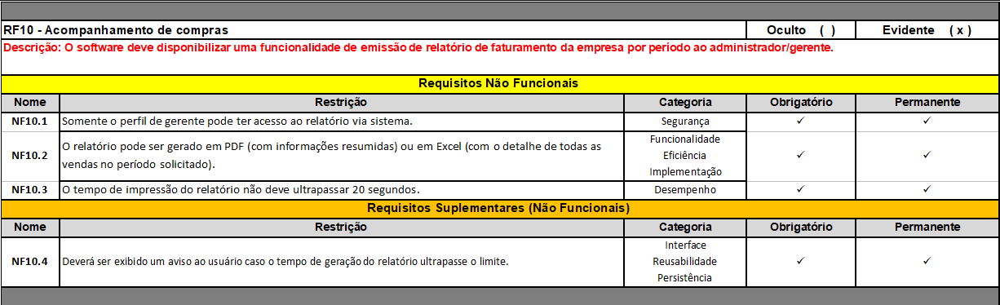 RF10 - Acompanhamento de compras Oculto ( ) Evidente ( x )
Descrição: O software deve disponibilizar uma funcionalidade de emissão de relatório de faturamento da empresa por período ao administrador/gerente.
Requisitos Não Funcionais
Nome Restrição Categoria Obrigatório Permanente
NF10.1 Somente o perfil de gerente pode ter acesso ao relatório via sistema. Segurança ✓ ✓
NF10.2 O relatório pode ser gerado em PDF (com informações resumidas) ou em Excel (com o detalhe de todas as
vendas no período solicitado). Funcionalidade
Eficiência ✓ ✓
Implementação
NF10.3 O tempo de impressão do relatório não deve ultrapassar 20 segundos. Desempenho ✓ ✓
Requisitos Suplementares (Não Funcionais)
Nome Restrição Categoria Obrigatório Permanente
NF10.4 Deverá ser exibido um aviso ao usuário caso o tempo de geração do relatório ultrapasse o limite. Interface
Reusabilidade ✓ ✓
Persistência